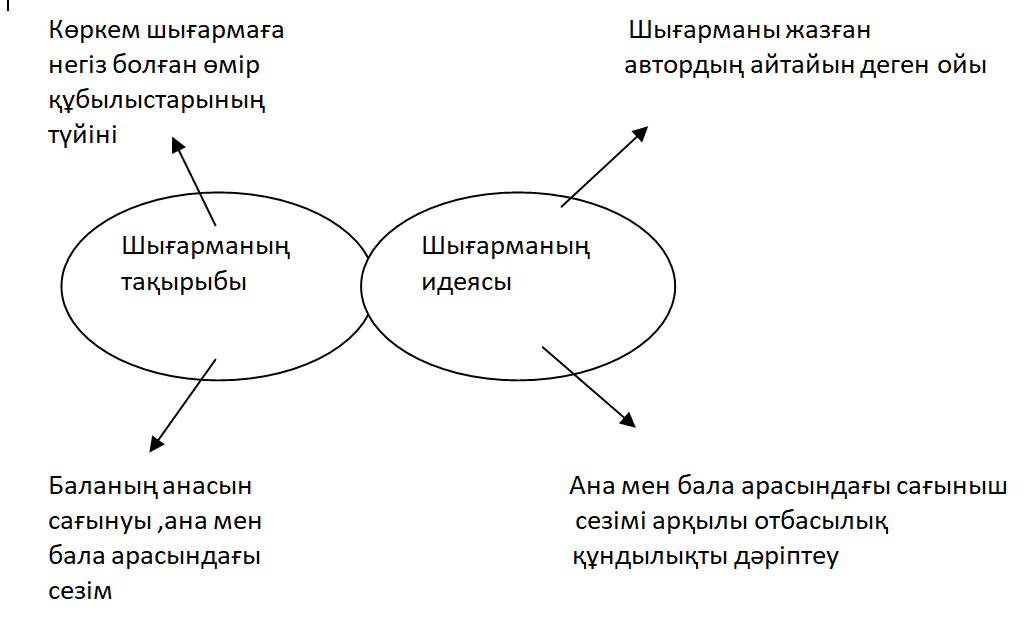 Көркем шығармаға
негіз болған өмір
құбылыстарының
түйіні
Шығарманы жазған
автордың айтайын деген ойы
Шығарманың
тақырыбы
Шығарманың
идеясы
Баланың анасын
сағынуы ,ана мен
бала арасындағы
сезім
Ана мен бала арасындағы сағыныш
сезімі арқылы отбасылық
құндылықты дәріптеу